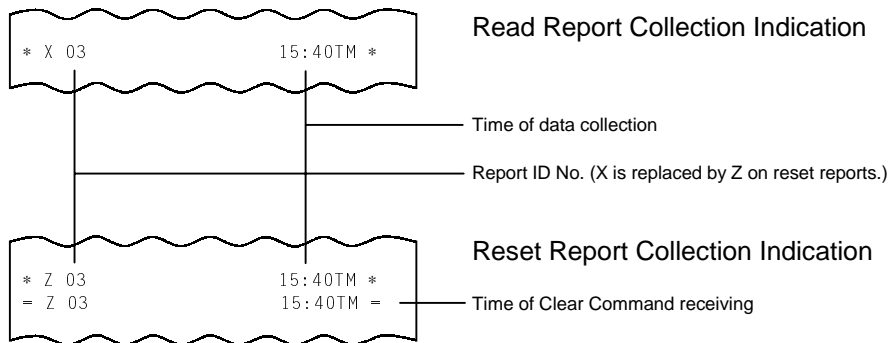 Read Report Collection Indication
* X 03 15:40TM *
Time of data collection
Report ID No. (X is replaced by Z on reset reports.)
Reset Report Collection Indication
* Z 03 15:40TM *
= Z 03 15:40TM =
Time of Clear Command receiving